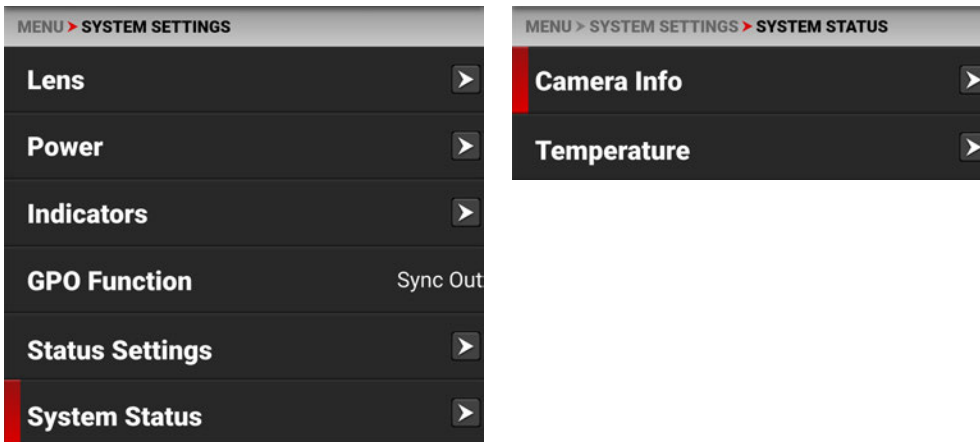 MENU > SYSTEM SETTINGS
Lens
Power
Indicators
GPO Function Sync Out
Status Settings
System Status
MENU > SYSTEM SETTINGS > SYSTEM STATUS
Camera Info
Temperature